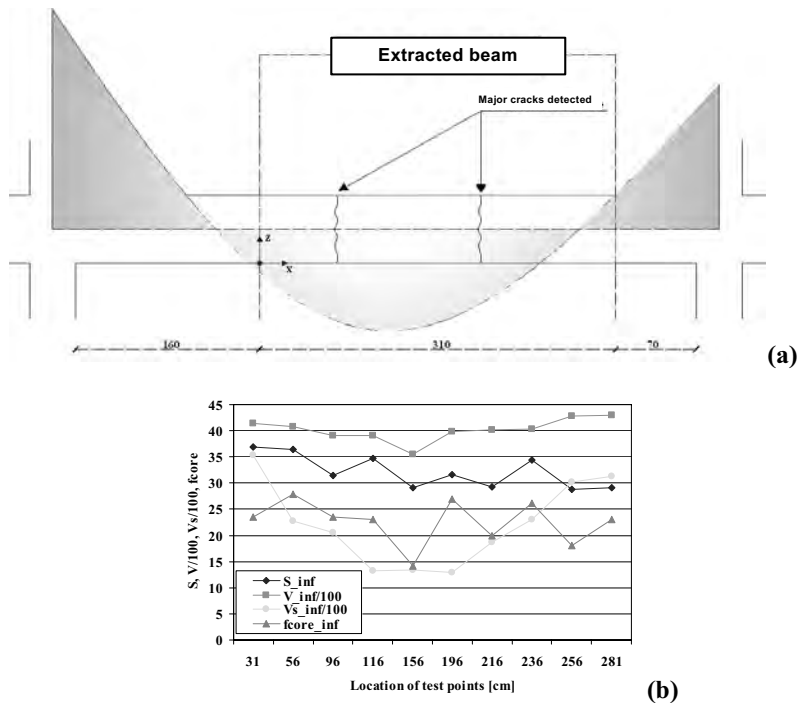 Extracted beam
Major cracks detected
z
x
160
310
70
(a)
45
40
35
30
25
20
15
10
5
0
S, V/100, Vs/100, fcore
S_inf
V_inf/100
Vs_inf/100
fcore_inf
31 56 96 116 156 196 216 236 256 281
Location of test points [cm]
(b)